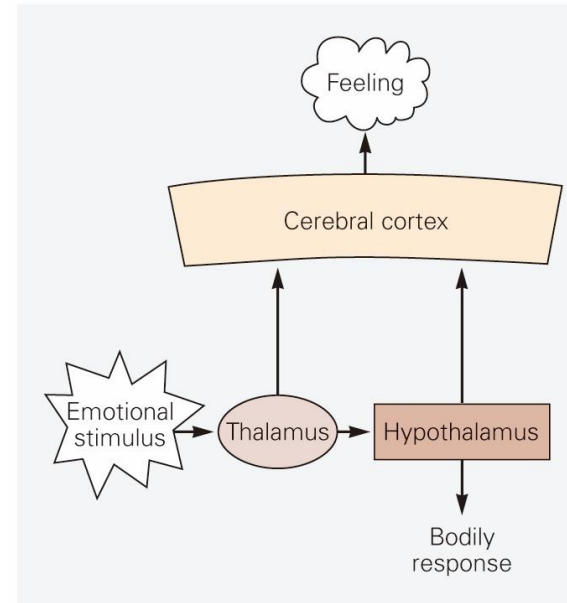 Feeling
Cerebral cortex
Emotional
stimulus
Thalamus
Hypothalamus
Bodily
response